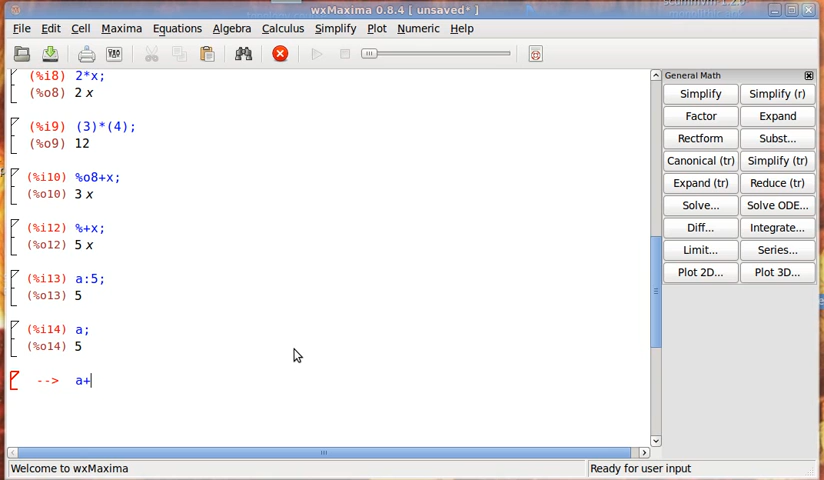 wxMaxima 0.8.4 [ unsaved* ]
File Edit Cell Maxima Equations Algebra Calculus Simplify Plot Numeric Help
(%i8) 2*x;
(%o8) 2 x
(%i9) (3)*(4);
(%o9) 12
(%i10) %o8+x;
(%o10) 3 x
(%i12) %+x;
(%o12) 5 x
(%i13) a:5;
(%o13) 5
(%i14) a;
(%o14) 5
--> a+
General Math
Simplify Simplify (r)
Factor Expand
Rectform Subst...
Canonical (tr) Simplify (tr)
Expand (tr) Reduce (tr)
Solve... Solve ODE...
Diff... Integrate...
Limit... Series...
Plot 2D... Plot 3D...
Welcome to wxMaxima
Ready for user input